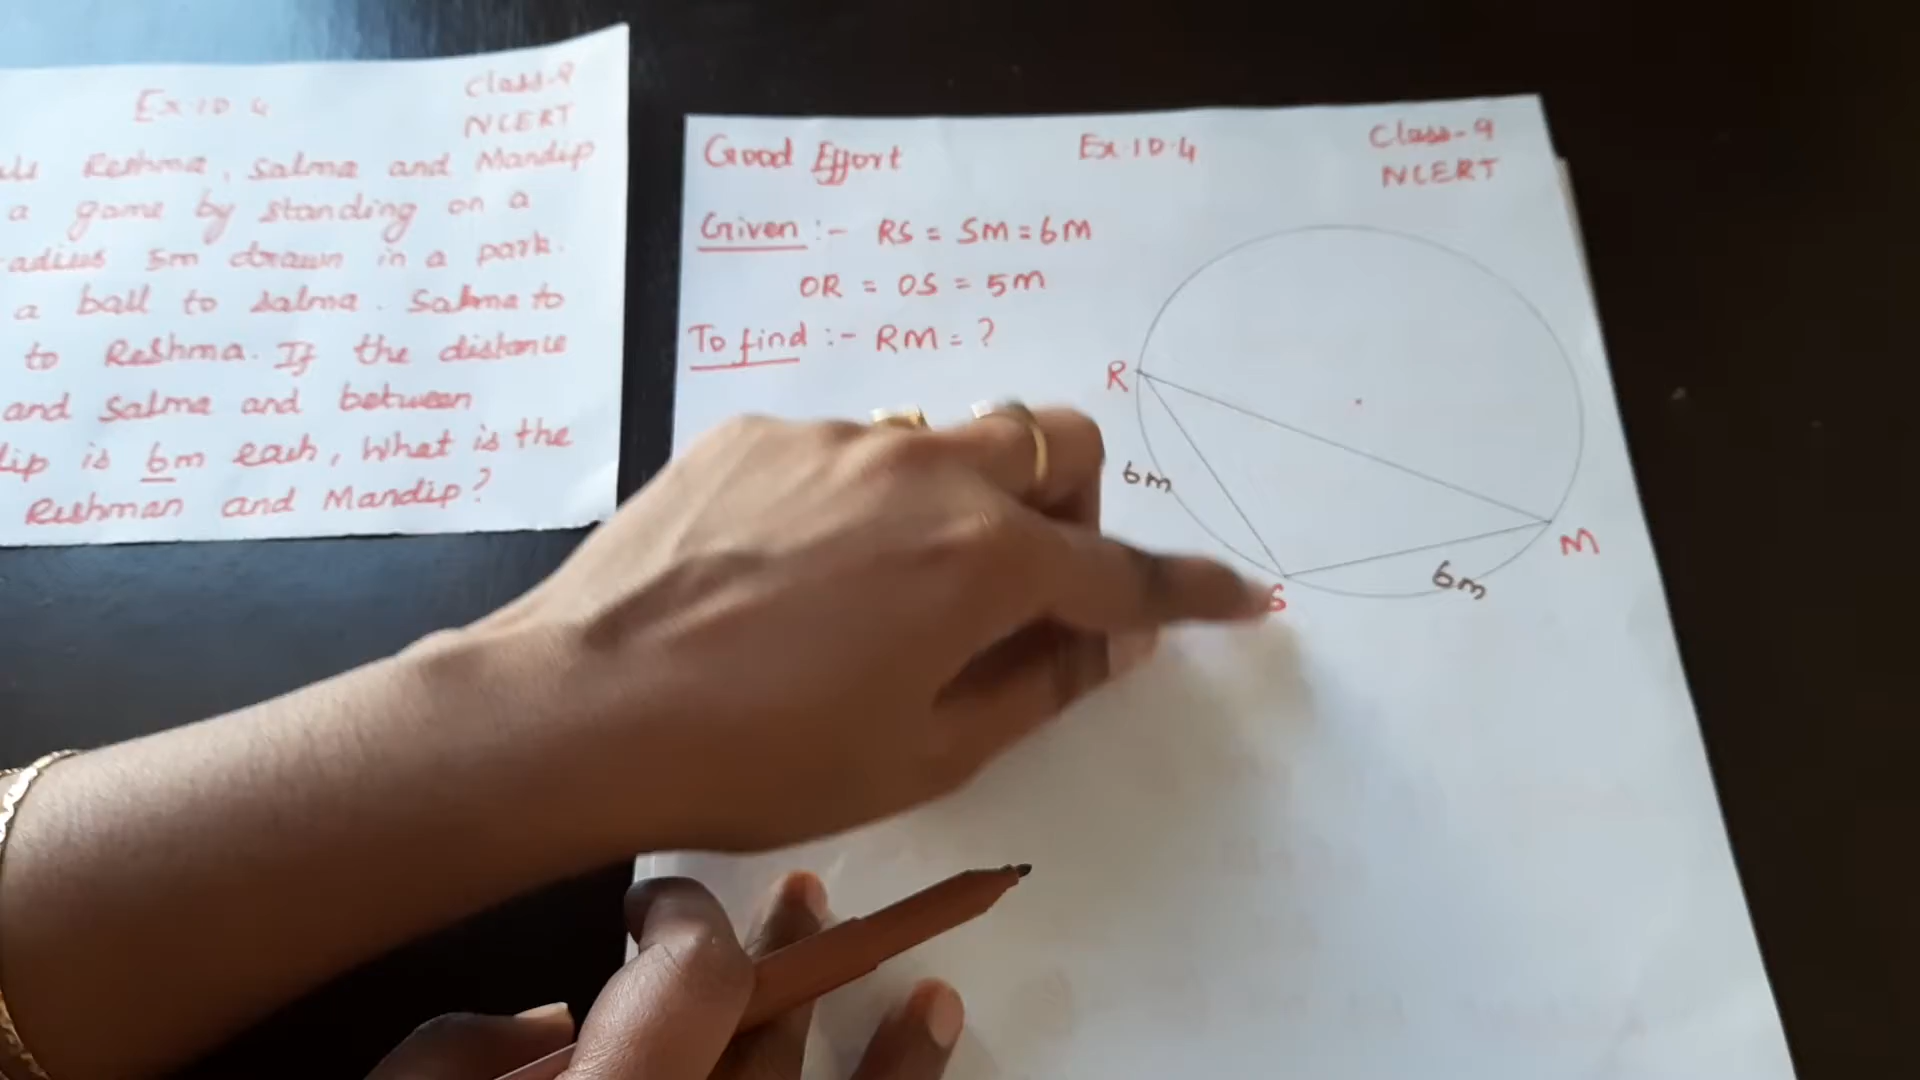 Ex.10.4
Class-9
NCERT
Reshma, Salma and Mandip
a game by standing on a
adius 5m drawn in a park.
a ball to salma. Salma to
to Reshma. If the distance
and Salma and between
dip is 6m each, What is the
Reshman and Mandip?
Good Effort
Ex.10.4
Class-9
NCERT
Given :- RS = SM = 6m
OR = OS = 5m
To find :- RM = ?
R
6m
S
6m
M